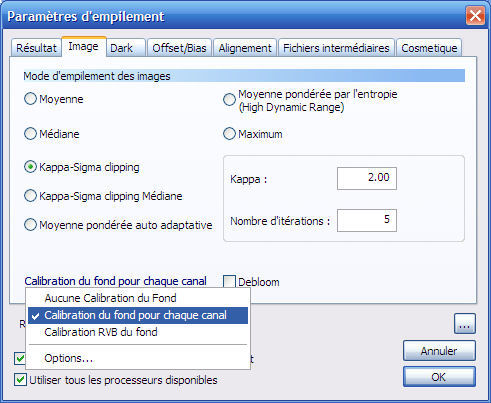 Paramètres d'empilement
Résultat Image Dark Offset/Bias Alignement Fichiers intermédiaires Cosmetique
Mode d'empilement des images
Moyenne
Moyenne pondérée par l'entropie
(High Dynamic Range)
Médiane
Maximum
Kappa-Sigma clipping
Kappa : 2.00
Kappa-Sigma clipping Médiane
Nombre d'itérations : 5
Moyenne pondérée auto adaptative
Calibration du fond pour chaque canal Debloom
Aucune Calibration du Fond
Calibration du fond pour chaque canal
Calibration RVB du fond
...
Options...
Annuler
Utiliser tous les processeurs disponibles
OK